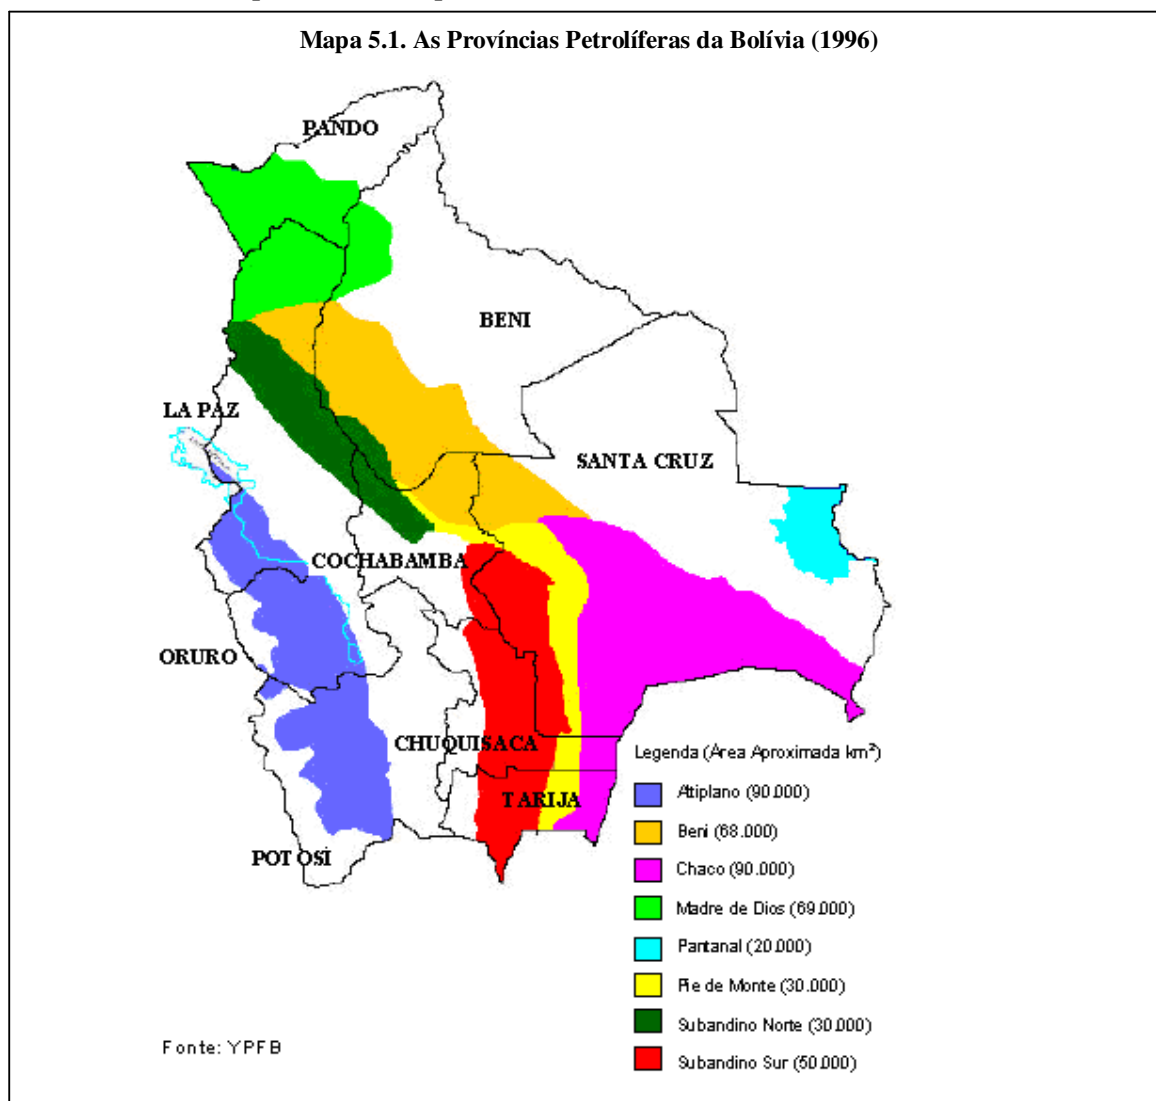 Mapa 5.1. As Províncias Petrolíferas da Bolívia (1996)
PANDO
BENI
LA PAZ
SANTA CRUZ
COCHABAMBA
ORURO
CHUQUISACA
TARIJA
POTOSÍ
Legenda (Área Aproximada km²)
Altiplano (90.000)
Beni (68.000)
Chaco (90.000)
Madre de Dios (69.000)
Pantanal (20.000)
Pie de Monte (30.000)
Subandino Norte (30.000)
Subandino Sur (50.000)
Fonte: YPFB